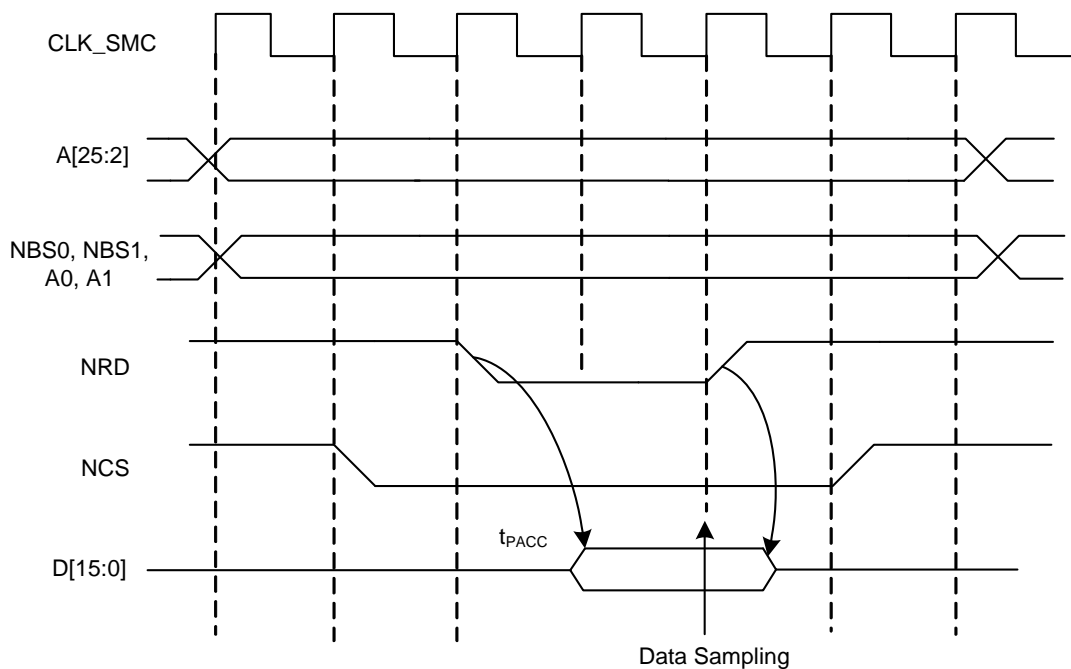 CLK_SMC
A[25:2]
NBS0, NBS1,
A0, A1
NRD
NCS
tPACC
D[15:0]
Data Sampling